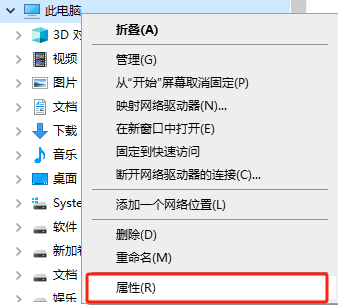 此电脑
折叠(A)
3D 对
管理(G)
视频
从"开始"屏幕取消固定(P)
图片
映射网络驱动器(N)...
文档
在新窗口中打开(E)
下载
固定到快速访问
音乐
断开网络驱动器的连接(C)...
桌面
Syste
添加一个网络位置(L)
软件
删除(D)
新加卷
重命名(M)
文档
属性(R)
娱乐